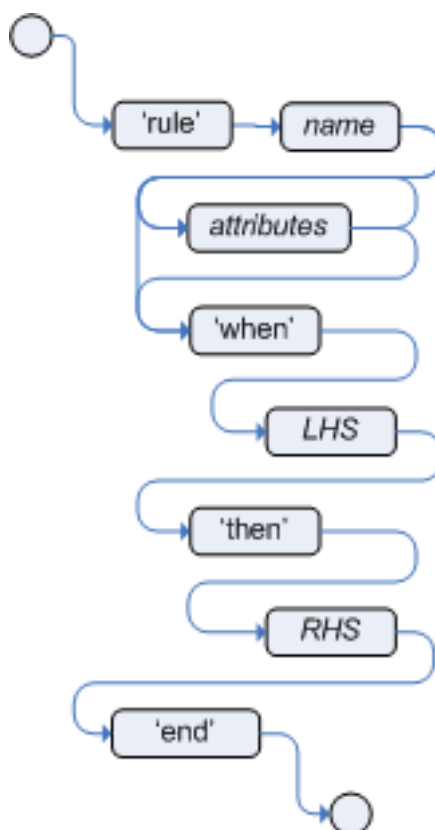 ‘rule’ name
attributes
‘when’
LHS
‘then’
RHS
‘end’